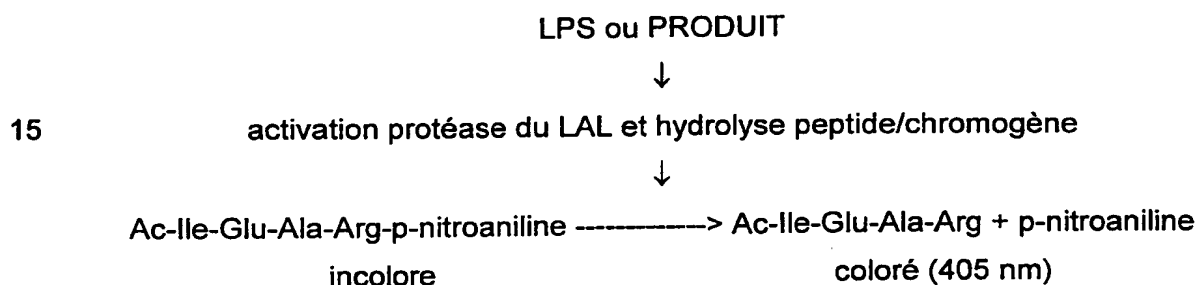 LPS ou PRODUIT
↓
15 activation protéase du LAL et hydrolyse peptide/chromogène
↓
Ac-Ile-Glu-Ala-Arg-p-nitroaniline -------------> Ac-Ile-Glu-Ala-Arg + p-nitroaniline
incolore coloré (405 nm)